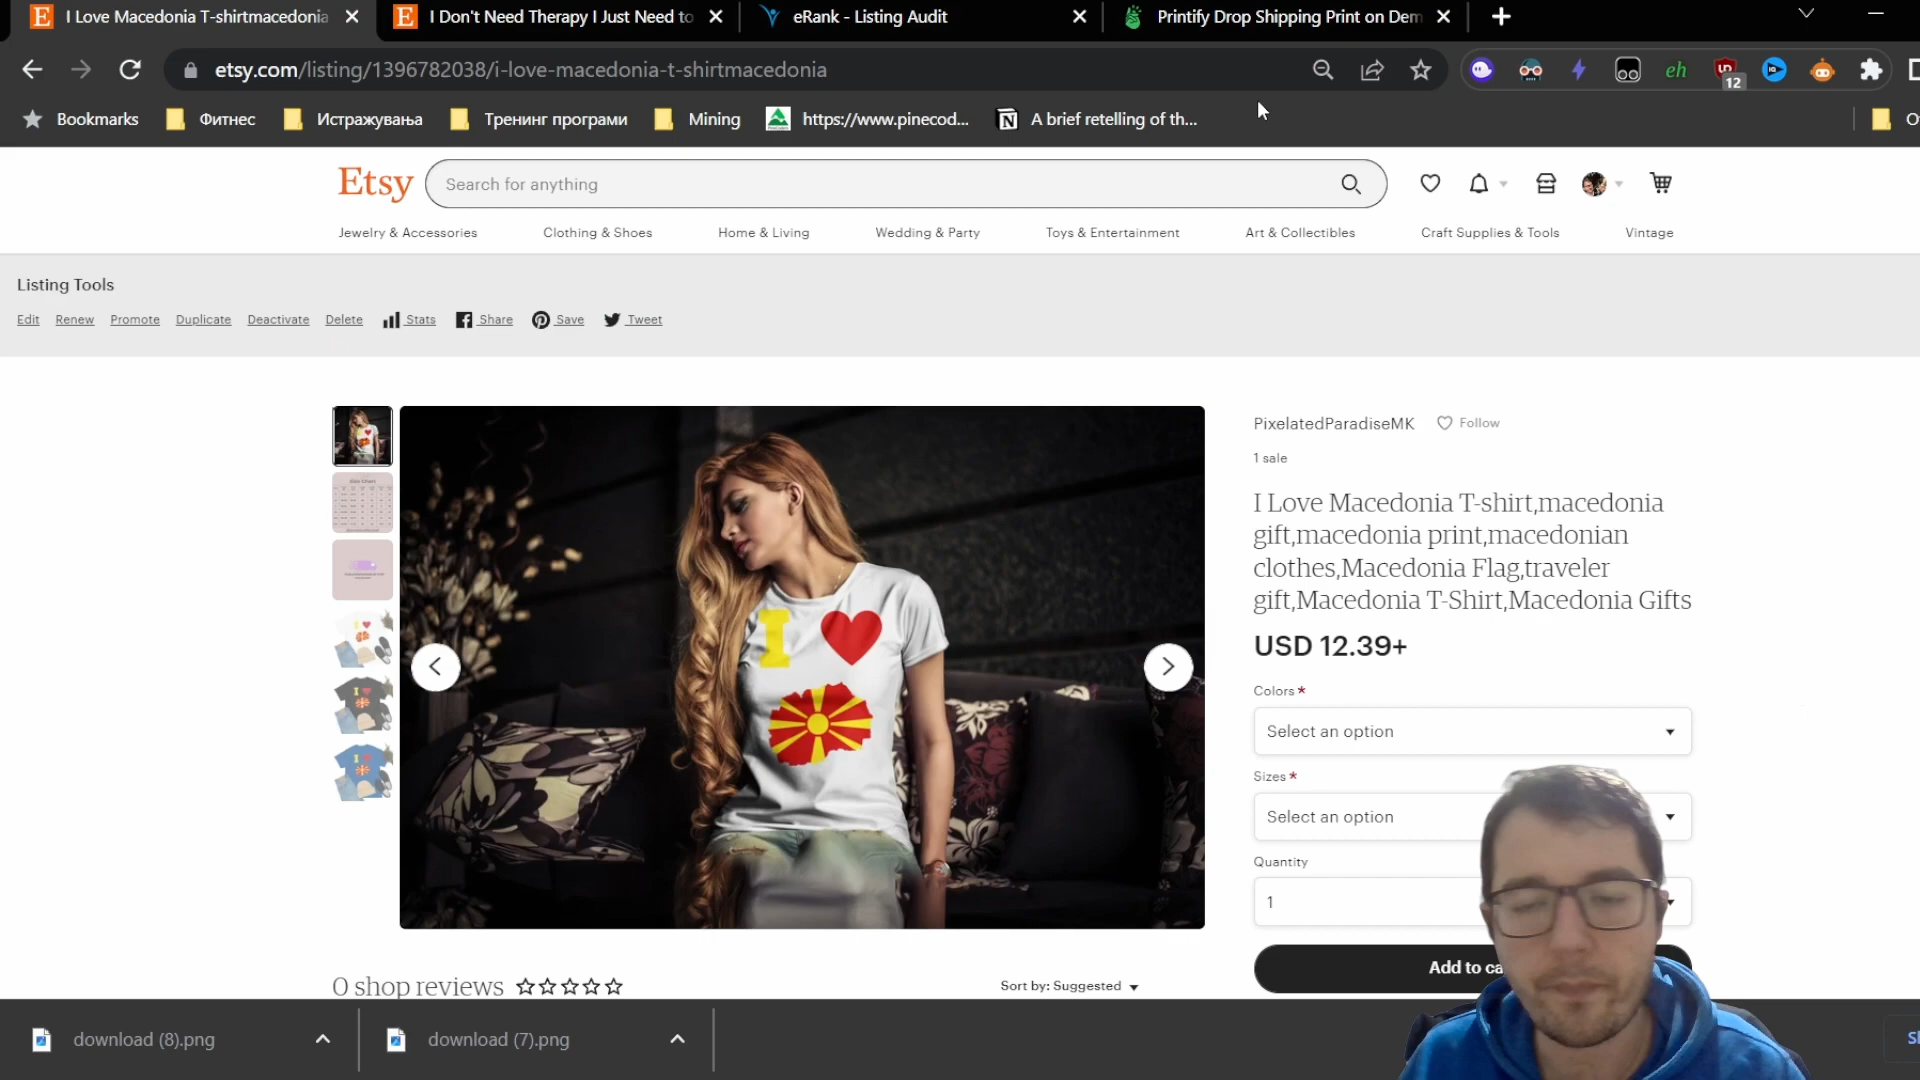 I Love Macedonia T-shirtmacedonia
I Don't Need Therapy I Just Need to
eRank - Listing Audit
Printify Drop Shipping Print on Dem
etsy.com/listing/1396782038/i-love-macedonia-t-shirtmacedonia
eh
12
Bookmarks
Фитнес
Истражувања
Тренинг програми
Mining
https://www.pinecod...
A brief retelling of th...
Etsy
Search for anything
Jewelry & Accessories
Clothing & Shoes
Home & Living
Wedding & Party
Toys & Entertainment
Art & Collectibles
Craft Supplies & Tools
Vintage
Listing Tools
Edit
Renew
Promote
Duplicate
Deactivate
Delete
Stats
Share
Save
Tweet
I
PixelatedParadiseMK
Follow
1 sale
I Love Macedonia T-shirt,macedonia
gift,macedonia print,macedonian
clothes,Macedonia Flag,traveler
gift,Macedonia T-Shirt,Macedonia Gifts
USD 12.39+
Colors*
Select an option
Sizes*
Select an option
Quantity
1
Add to ca
0 shop reviews
Sort by: Suggested
download (8).png
download (7).png